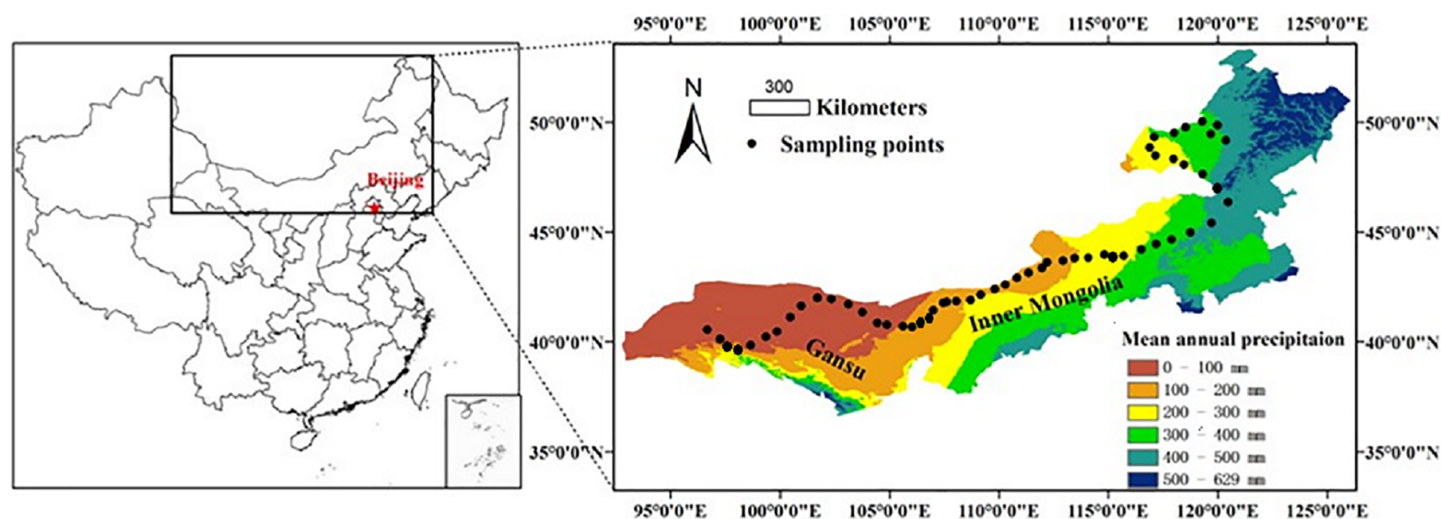 95°0'0"E 100°0'0"E 105°0'0"E 110°0'0"E 115°0'0"E 120°0'0"E 125°0'0"E
Beijing
N
300
Kilometers
Sampling points
50°0'0"N 50°0'0"N
45°0'0"N 45°0'0"N
40°0'0"N 40°0'0"N
35°0'0"N 35°0'0"N
Inner Mongolia
Gansu
Mean annual precipitaion
0 - 100 mm
100 - 200 mm
200 - 300 mm
300 - 400 mm
400 - 500 mm
500 - 629 mm
95°0'0"E 100°0'0"E 105°0'0"E 110°0'0"E 115°0'0"E 120°0'0"E 125°0'0"E